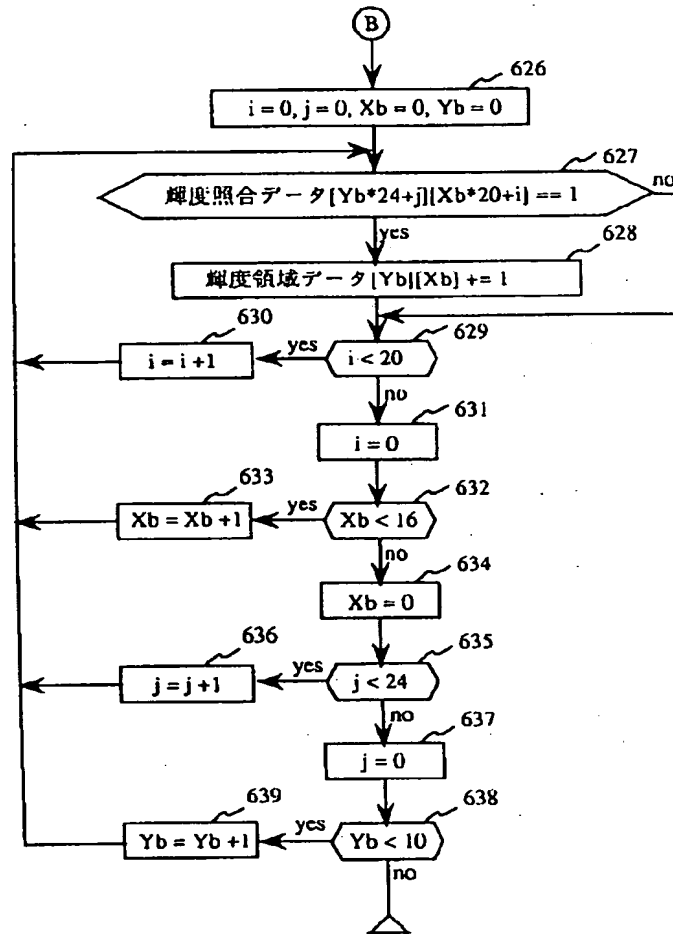 B
626
i = 0, j = 0, Xb = 0, Yb = 0
627
輝度照合データ[Yb*24+j][Xb*20+i] == 1
no
yes
628
輝度領域データ[Yb][Xb] += 1
629
630
i < 20
yes
i = i +1
no
631
i = 0
632
633
Xb < 16
yes
Xb = Xb +1
no
634
Xb = 0
635
636
j < 24
yes
j = j +1
no
637
j = 0
638
639
Yb < 10
yes
Yb = Yb +1
no